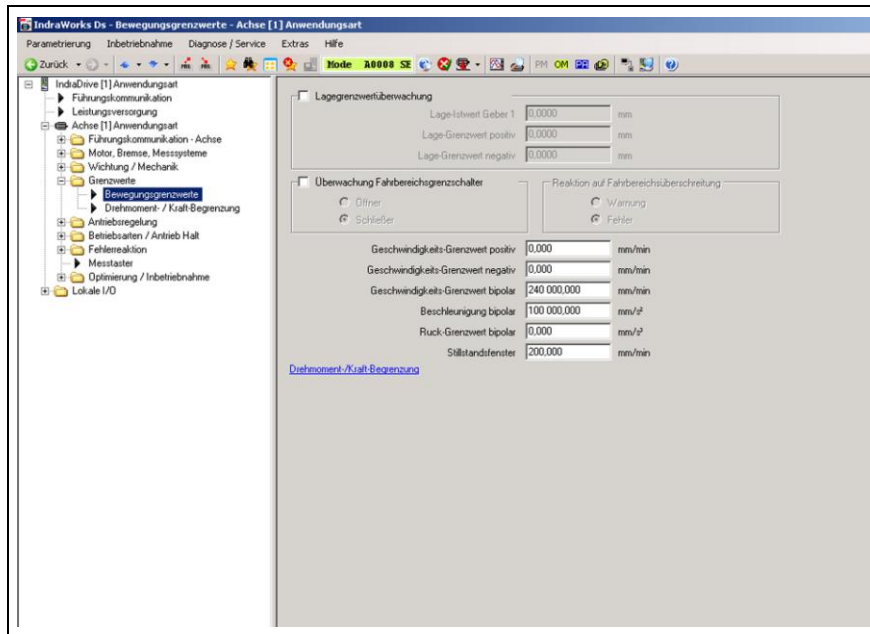 IndraWorks Ds - Bewegungsgrenzwerte - Achse [1] Anwendungsart
Parametrierung Inbetriebnahme Diagnose / Service Extras Hilfe
Zurück Mode A0008 SE PM OM
IndraDrive [1] Anwendungsart
Führungskommunikation
Leistungsversorgung
Achse [1] Anwendungsart
Führungskommunikation - Achse
Motor, Bremse, Messsysteme
Wichtung / Mechanik
Grenzwerte
Bewegungsgrenzwerte
Drehmoment- / Kraft-Begrenzung
Antriebsregelung
Betriebsarten / Antrieb Halt
Fehlerreaktion
Messtaster
Optimierung / Inbetriebnahme
Lokale I/O
Lagegrenzwertüberwachung
Lage-Istwert Geber 1 0,0000 mm
Lage-Grenzwert positiv 0,0000 mm
Lage-Grenzwert negativ 0,0000 mm
Überwachung Fahrbereichsgrenzschalter Reaktion auf Fahrbereichsüberschreitung
Öffner Warnung
Schließer Fehler
Geschwindigkeits-Grenzwert positiv 0,000 mm/min
Geschwindigkeits-Grenzwert negativ 0,000 mm/min
Geschwindigkeits-Grenzwert bipolar 240 000,000 mm/min
Beschleunigung bipolar 100 000,000 mm/s²
Ruck-Grenzwert bipolar 0,000 mm/s³
Stillstandsfenster 200,000 mm/min
Drehmoment-/Kraft-Begrenzung